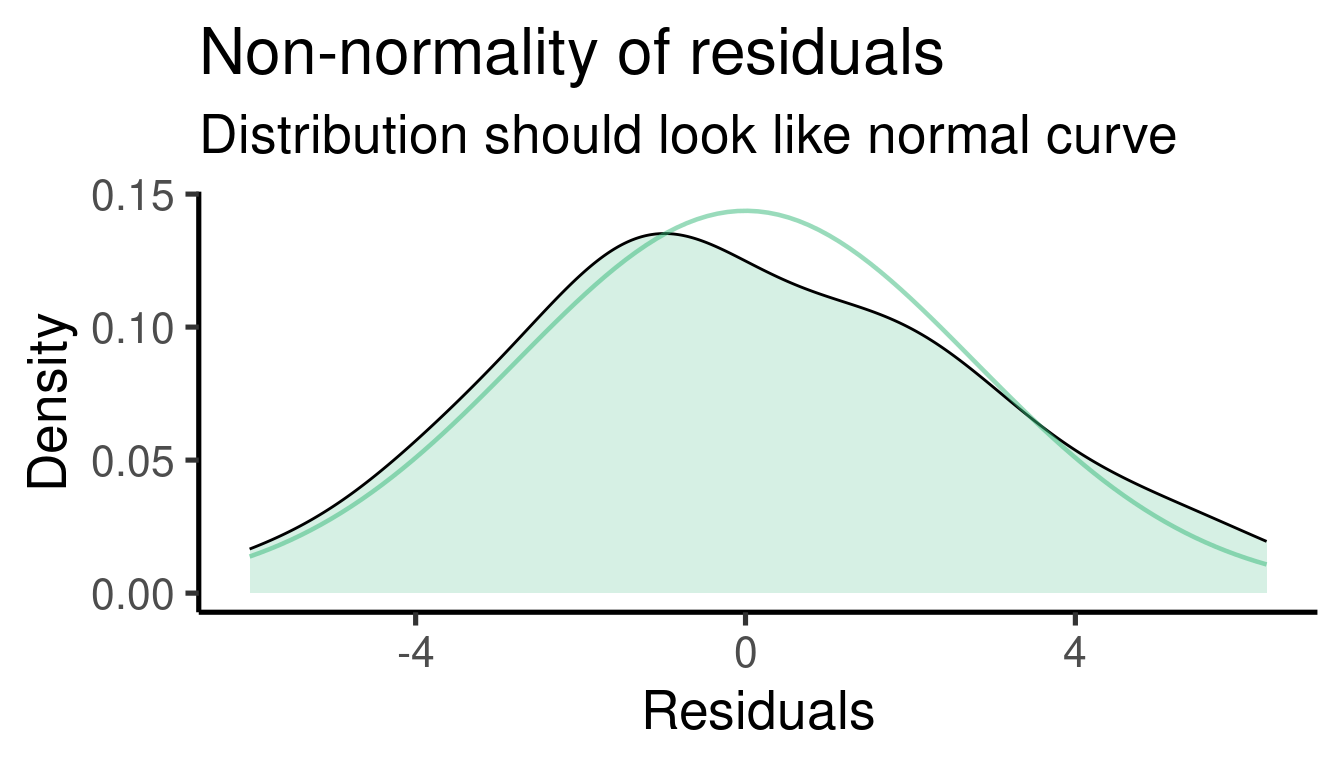 Non-normality of residuals
Distribution should look like normal curve
0.15
0.10
0.05
0.00
Density
-4
0
4
Residuals